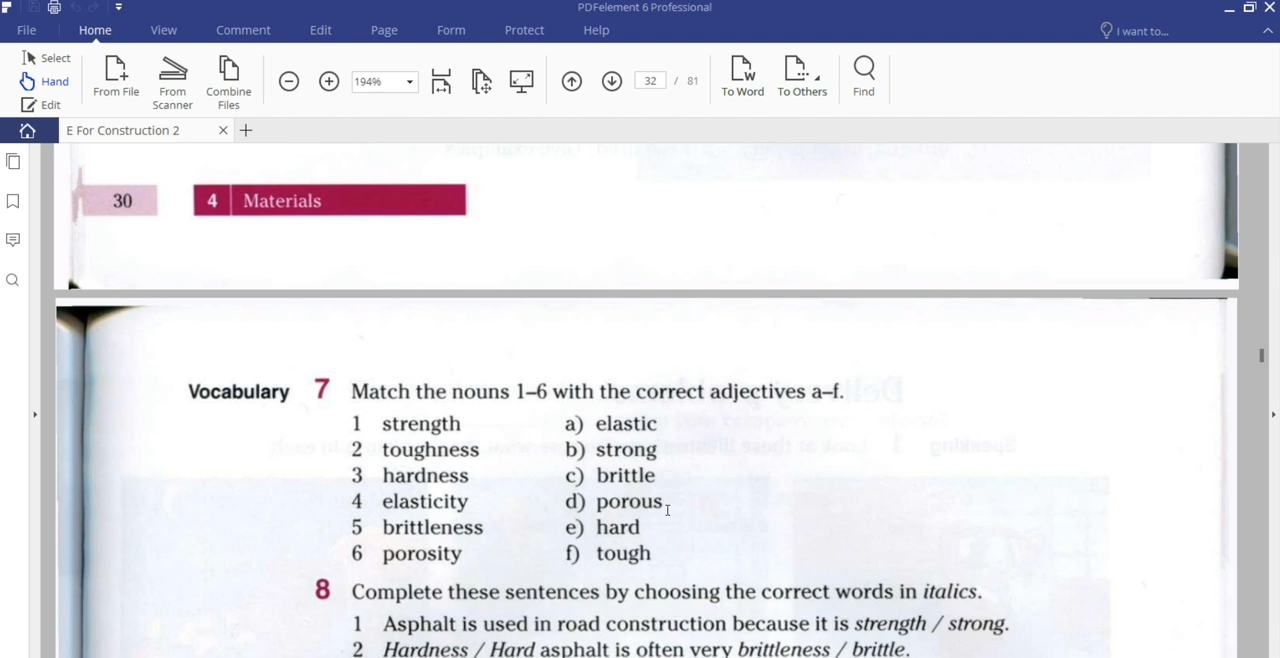 PDFelement 6 Professional
File Home View Comment Edit Page Form Protect Help I want to...
Select
Hand
Edit
From File
From Scanner
Combine Files
194%
32 / 81
To Word
To Others
Find
E For Construction 2
30 4 Materials
Vocabulary 7 Match the nouns 1–6 with the correct adjectives a–f.
1 strength a) elastic
2 toughness b) strong
3 hardness c) brittle
4 elasticity d) porous
5 brittleness e) hard
6 porosity f) tough
8 Complete these sentences by choosing the correct words in italics.
1 Asphalt is used in road construction because it is strength / strong.
2 Hardness / Hard asphalt is often very brittleness / brittle.